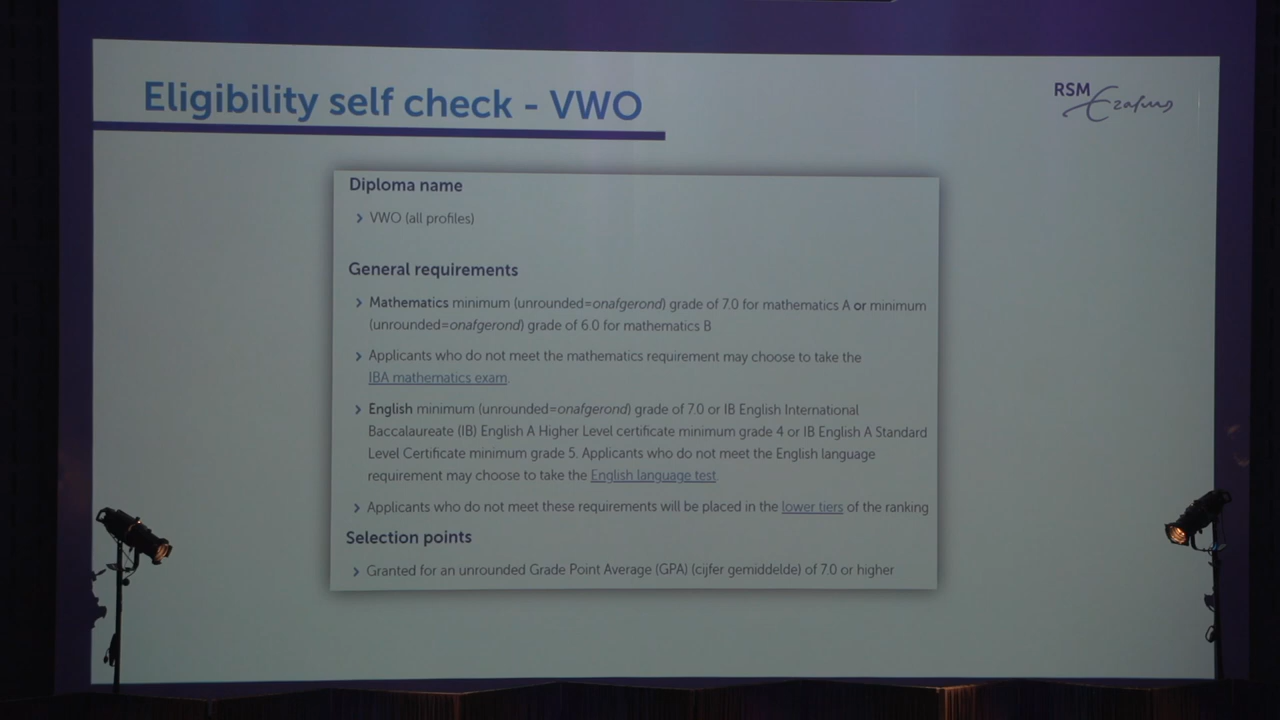 Eligibility self check - VWO
RSM
Erasmus
Diploma name
> VWO (all profiles)
General requirements
> Mathematics minimum (unrounded=onafgerond) grade of 7.0 for mathematics A or minimum
(unrounded=onafgerond) grade of 6.0 for mathematics B
> Applicants who do not meet the mathematics requirement may choose to take the
IBA mathematics exam.
> English minimum (unrounded=onafgerond) grade of 7.0 or IB English International
Baccalaureate (IB) English A Higher Level certificate minimum grade 4 or IB English A Standard
Level Certificate minimum grade 5. Applicants who do not meet the English language
requirement may choose to take the English language test.
> Applicants who do not meet these requirements will be placed in the lower tiers of the ranking
Selection points
> Granted for an unrounded Grade Point Average (GPA) (cijfer gemiddelde) of 7.0 or higher